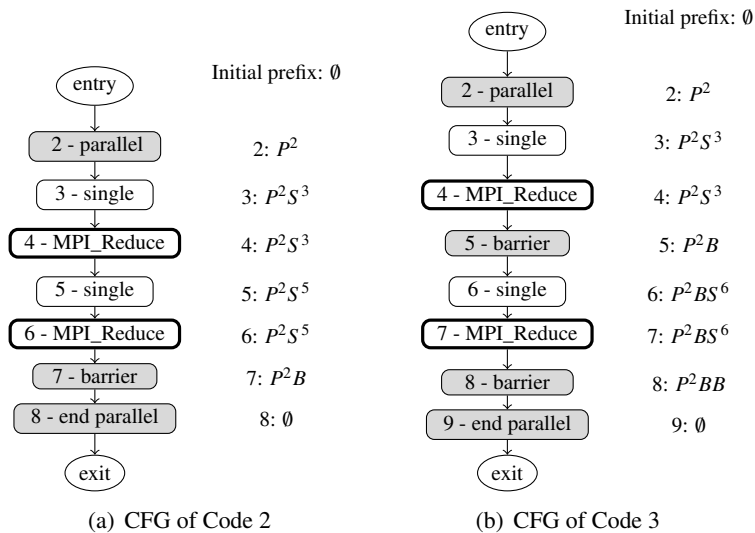 Initial prefix: ∅
entry
2 - parallel 2: P²
3 - single 3: P²S³
4 - MPI_Reduce 4: P²S³
5 - single 5: P²S⁵
6 - MPI_Reduce 6: P²S⁵
7 - barrier 7: P²B
8 - end parallel 8: ∅
exit
(a) CFG of Code 2
Initial prefix: ∅
entry
2 - parallel 2: P²
3 - single 3: P²S³
4 - MPI_Reduce 4: P²S³
5 - barrier 5: P²B
6 - single 6: P²BS⁶
7 - MPI_Reduce 7: P²BS⁶
8 - barrier 8: P²BB
9 - end parallel 9: ∅
exit
(b) CFG of Code 3